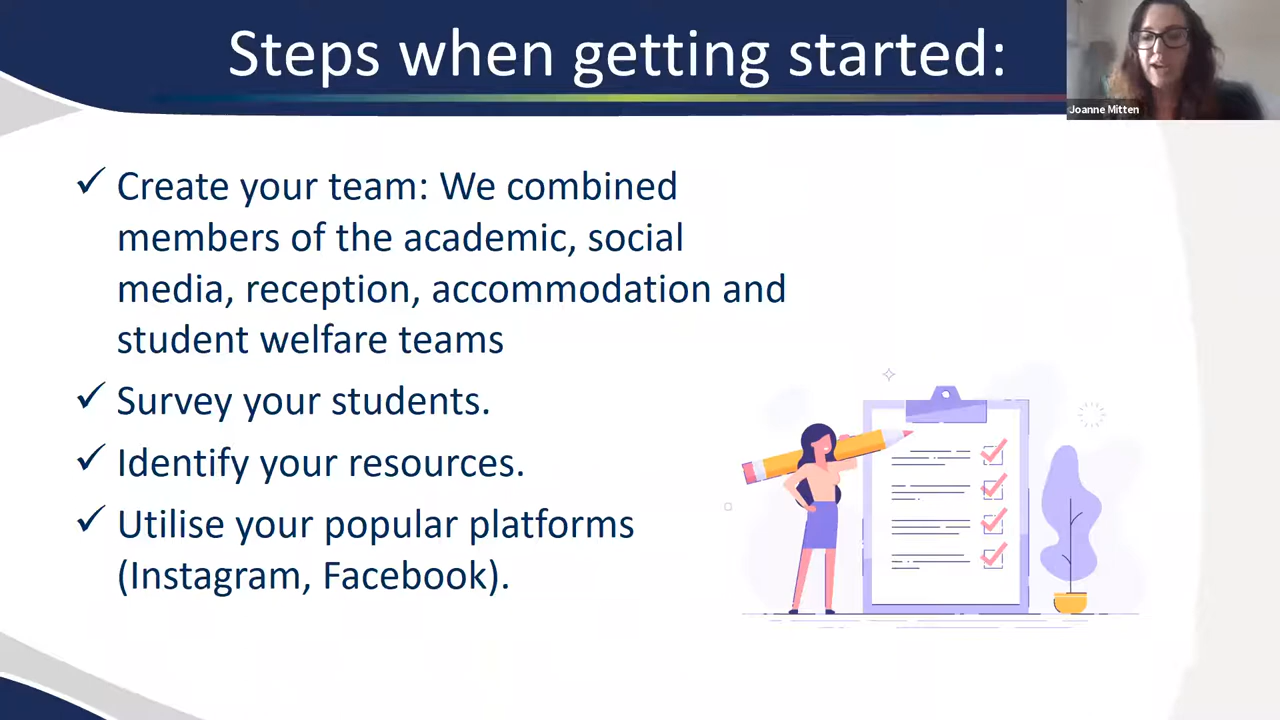 Steps when getting started:
Joanne Mitten
✓ Create your team: We combined
members of the academic, social
media, reception, accommodation and
student welfare teams
✓ Survey your students.
✓ Identify your resources.
✓ Utilise your popular platforms
(Instagram, Facebook).